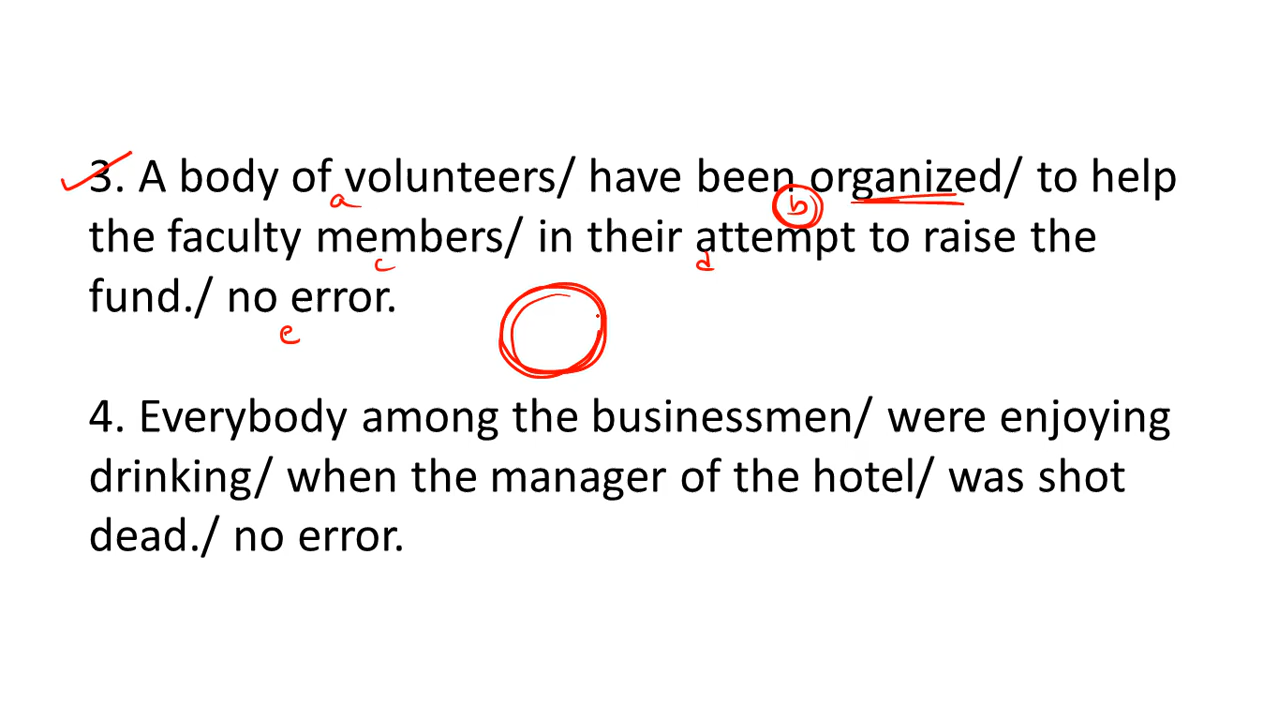 3. A body of volunteers/ have been organized/ to help
a
b
the faculty members/ in their attempt to raise the
c
d
fund./ no error.
e
4. Everybody among the businessmen/ were enjoying
drinking/ when the manager of the hotel/ was shot
dead./ no error.